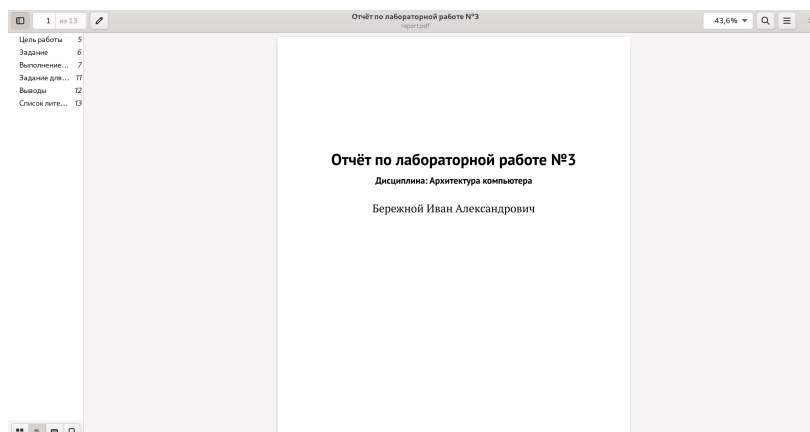 1 из 13
Отчёт по лабораторной работе №3
report.pdf
43,6%
Цель работы 5
Задание 6
Выполнение... 7
Задание для... 11
Выводы 12
Список лите... 13
Отчёт по лабораторной работе №3
Дисциплина: Архитектура компьютера
Бережной Иван Александрович